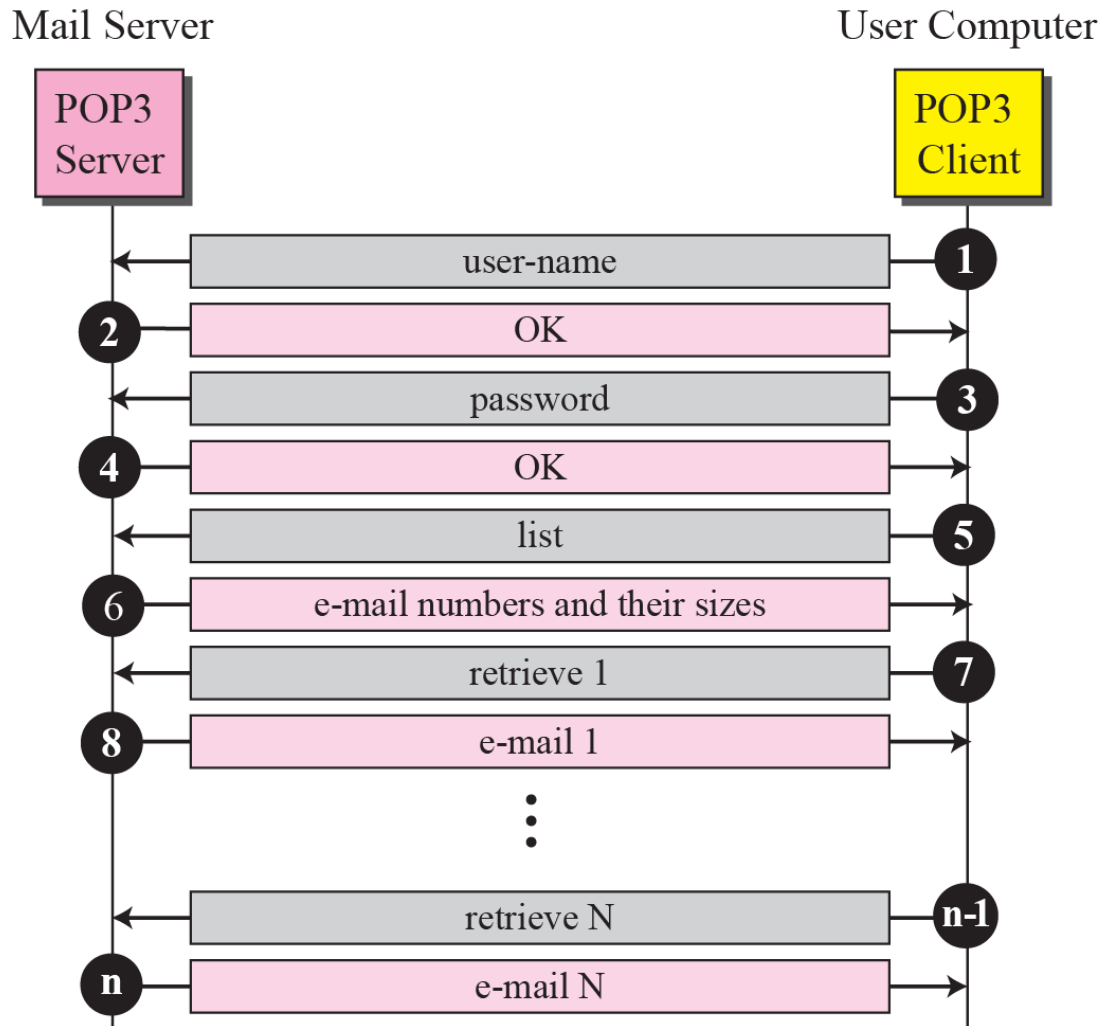 Mail Server
User Computer
POP3
Server
POP3
Client
user-name
1
2
OK
password
3
4
OK
list
5
6
e-mail numbers and their sizes
retrieve 1
7
8
e-mail 1
retrieve N
n-1
n
e-mail N